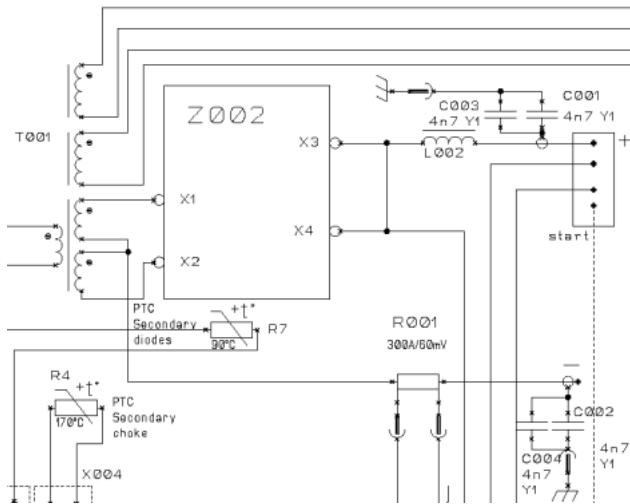 Z002
C003
4n7 Y1
C001
4n7 Y1
T001
X3
L002
+
X1
X4
start
X2
PTC
Secondary
diodes
+t°
90°C
R7
R001
300A/60mV
R4
+t°
170°C
PTC
Secondary
choke
−
C002
4n7
Y1
C004
4n7
Y1
X004